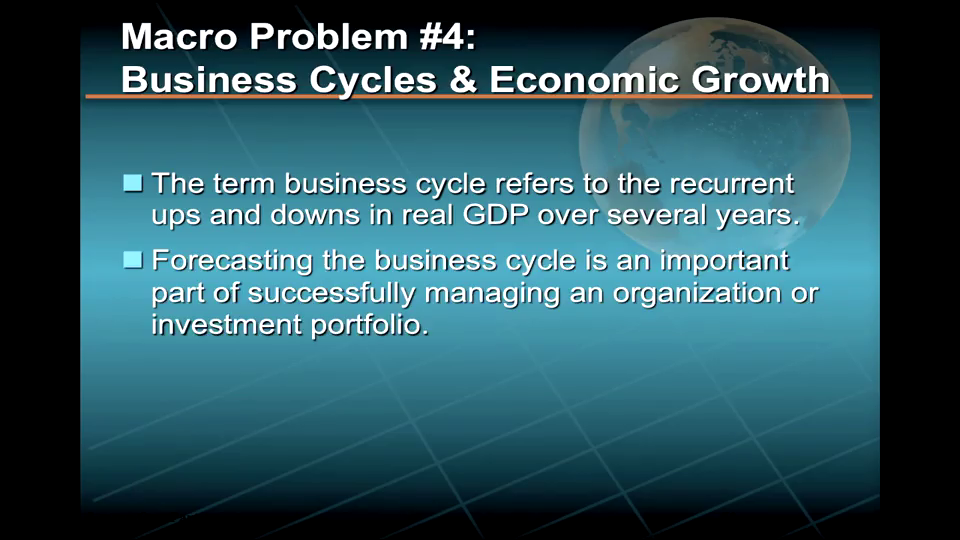 Macro Problem #4:
Business Cycles & Economic Growth
The term business cycle refers to the recurrent
ups and downs in real GDP over several years.
Forecasting the business cycle is an important
part of successfully managing an organization or
investment portfolio.